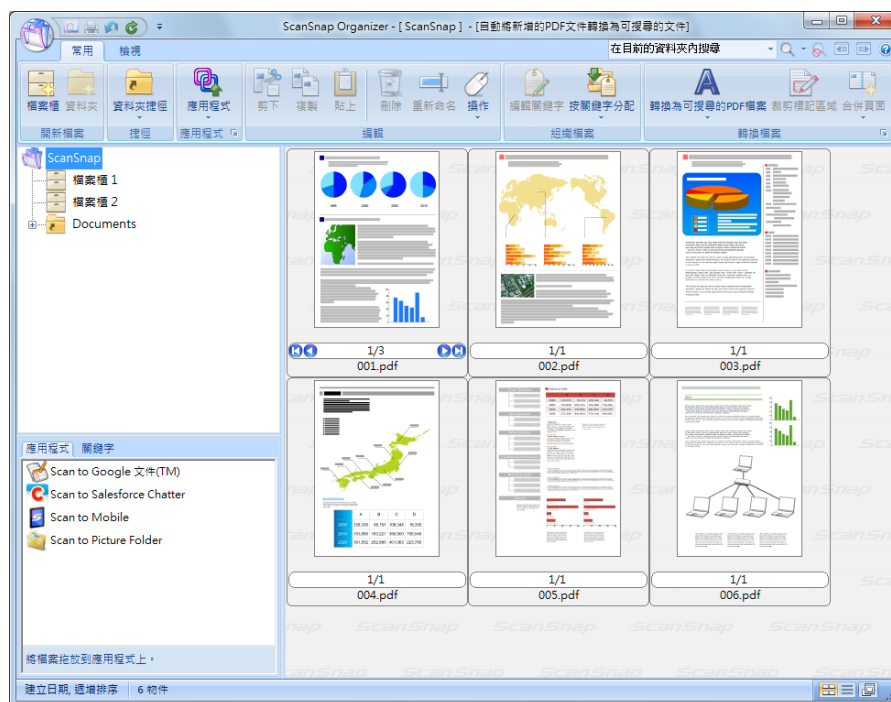 ScanSnap Organizer - [ ScanSnap ] - [自動將新增的PDF文件轉換為可搜尋的文件]
常用 檢視
在目前的資料夾內搜尋
檔案櫃 資料夾 資料夾捷徑 應用程式 剪下 複製 貼上 刪除 重新命名 操作 編輯關鍵字 按關鍵字分配 轉換為可搜尋的PDF檔案 裁剪標記區域 合併頁面
開新檔案 捷徑 應用程式 編輯 組織檔案 轉換檔案
ScanSnap
檔案櫃 1
檔案櫃 2
Documents
1/3 1/1 1/1
001.pdf 002.pdf 003.pdf
A B C D
1/1 1/1 1/1
004.pdf 005.pdf 006.pdf
應用程式 關鍵字
Scan to Google 文件(TM)
Scan to Salesforce Chatter
Scan to Mobile
Scan to Picture Folder
將檔案拖放到應用程式上。
ScanSnap ScanSnap ScanSnap
建立日期, 遞增排序 6 物件